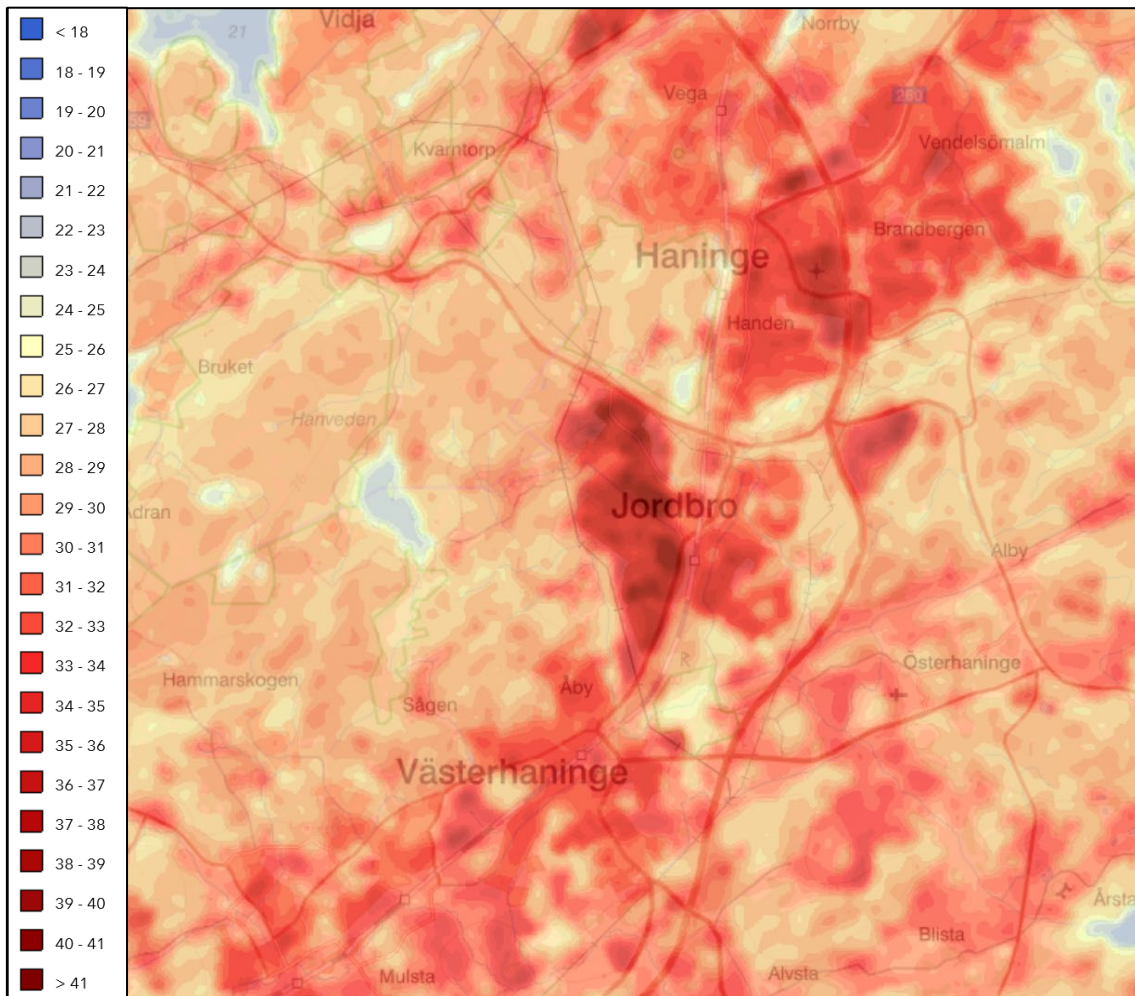 < 18
18 - 19
19 - 20
20 - 21
21 - 22
22 - 23
23 - 24
24 - 25
25 - 26
26 - 27
27 - 28
28 - 29
29 - 30
30 - 31
31 - 32
32 - 33
33 - 34
34 - 35
35 - 36
36 - 37
37 - 38
38 - 39
39 - 40
40 - 41
> 41
Vidja
Norrby
21
Vega
260
59
Kvarntorp
Vendelsömalm
Brandbergen
Haninge
Handen
Bruket
Hanveden
Jordbro
Adran
Alby
Österhaninge
Hammarskogen
Åby
Sågen
Västerhaninge
Årsta
Blista
Mulsta
Alvsta